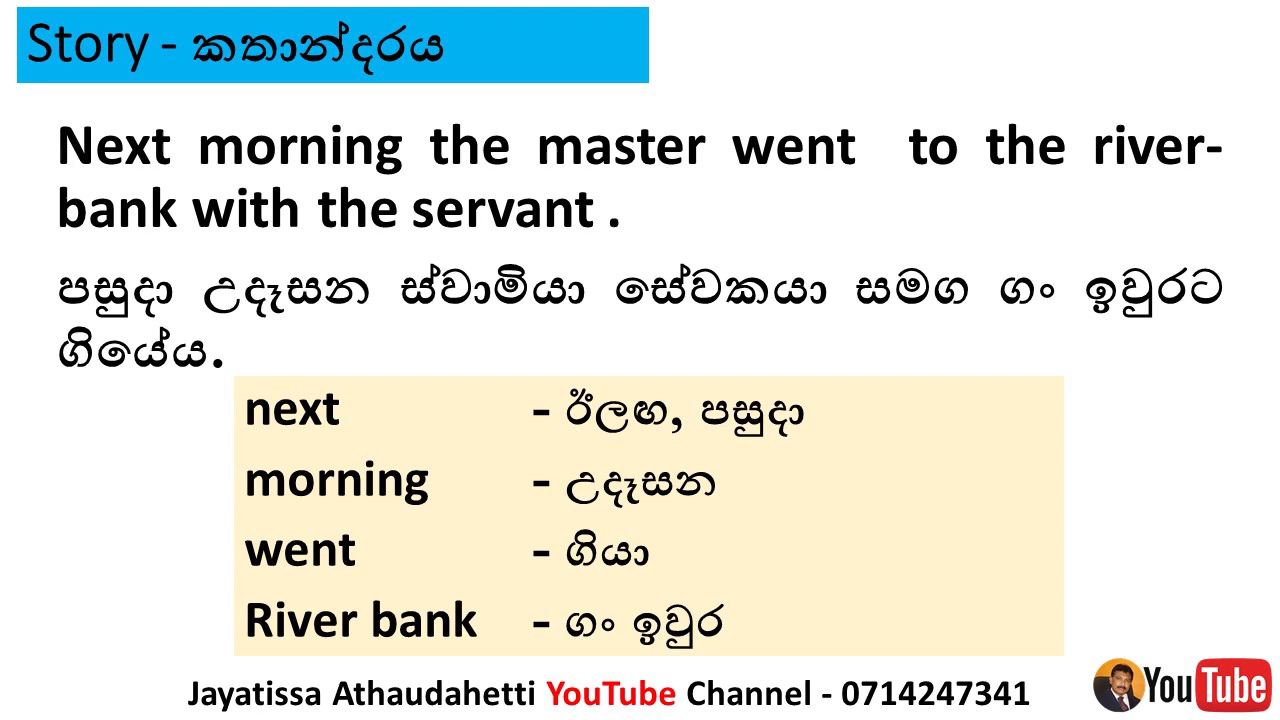 Story - කතාන්දරය
Next morning the master went to the river-
bank with the servant .
පසුදා උදෑසන ස්වාමියා සේවකයා සමග ගං ඉවුරට
ගියේය.
next - ඊලඟ, පසුදා
morning - උදෑසන
went - ගියා
River bank - ගං ඉවුර
Jayatissa Athaudahetti YouTube Channel - 0714247341
YouTube